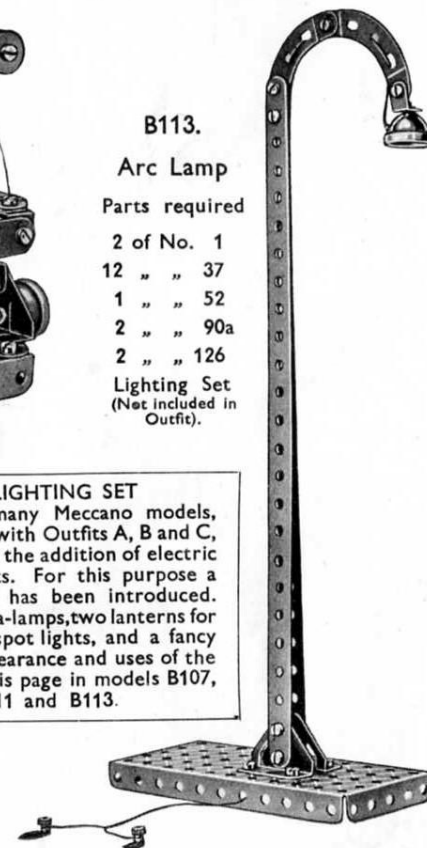 B113.
Arc Lamp
Parts required
2 of No. 1
12 „ „ 37
1 „ „ 52
2 „ „ 90a
2 „ „ 126
Lighting Set
(Not included in
Outfit).
LIGHTING SET
many Meccano models,
with Outfits A, B and C,
the addition of electric
ts. For this purpose a
has been introduced.
a-lamps,two lanterns for
spot lights, and a fancy
earance and uses of the
is page in models B107,
11 and B113.